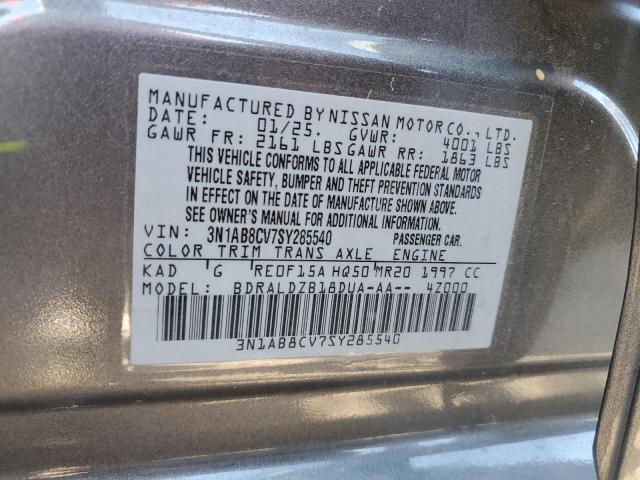 MANUFACTURED BY NISSAN MOTOR CO., LTD.
DATE: 01/25. GVWR: 4001 LBS
GAWR FR: 2161 LBS GAWR RR: 1863 LBS
THIS VEHICLE CONFORMS TO ALL APPLICABLE FEDERAL MOTOR
VEHICLE SAFETY, BUMPER AND THEFT PREVENTION STANDARDS
IN EFFECT ON THE DATE OF MANUFACTURE SHOWN ABOVE.
SEE OWNER'S MANUAL FOR ADDITIONAL INFORMATION.
VIN: 3N1AB8CV7SY285540 PASSENGER CAR.
COLOR TRIM TRANS AXLE ENGINE
KAD G RE0F15A HQ50 MR20 1997 CC
MODEL: BDRALDZB18DUA-AA-- 4Z000
3N1AB8CV7SY285540